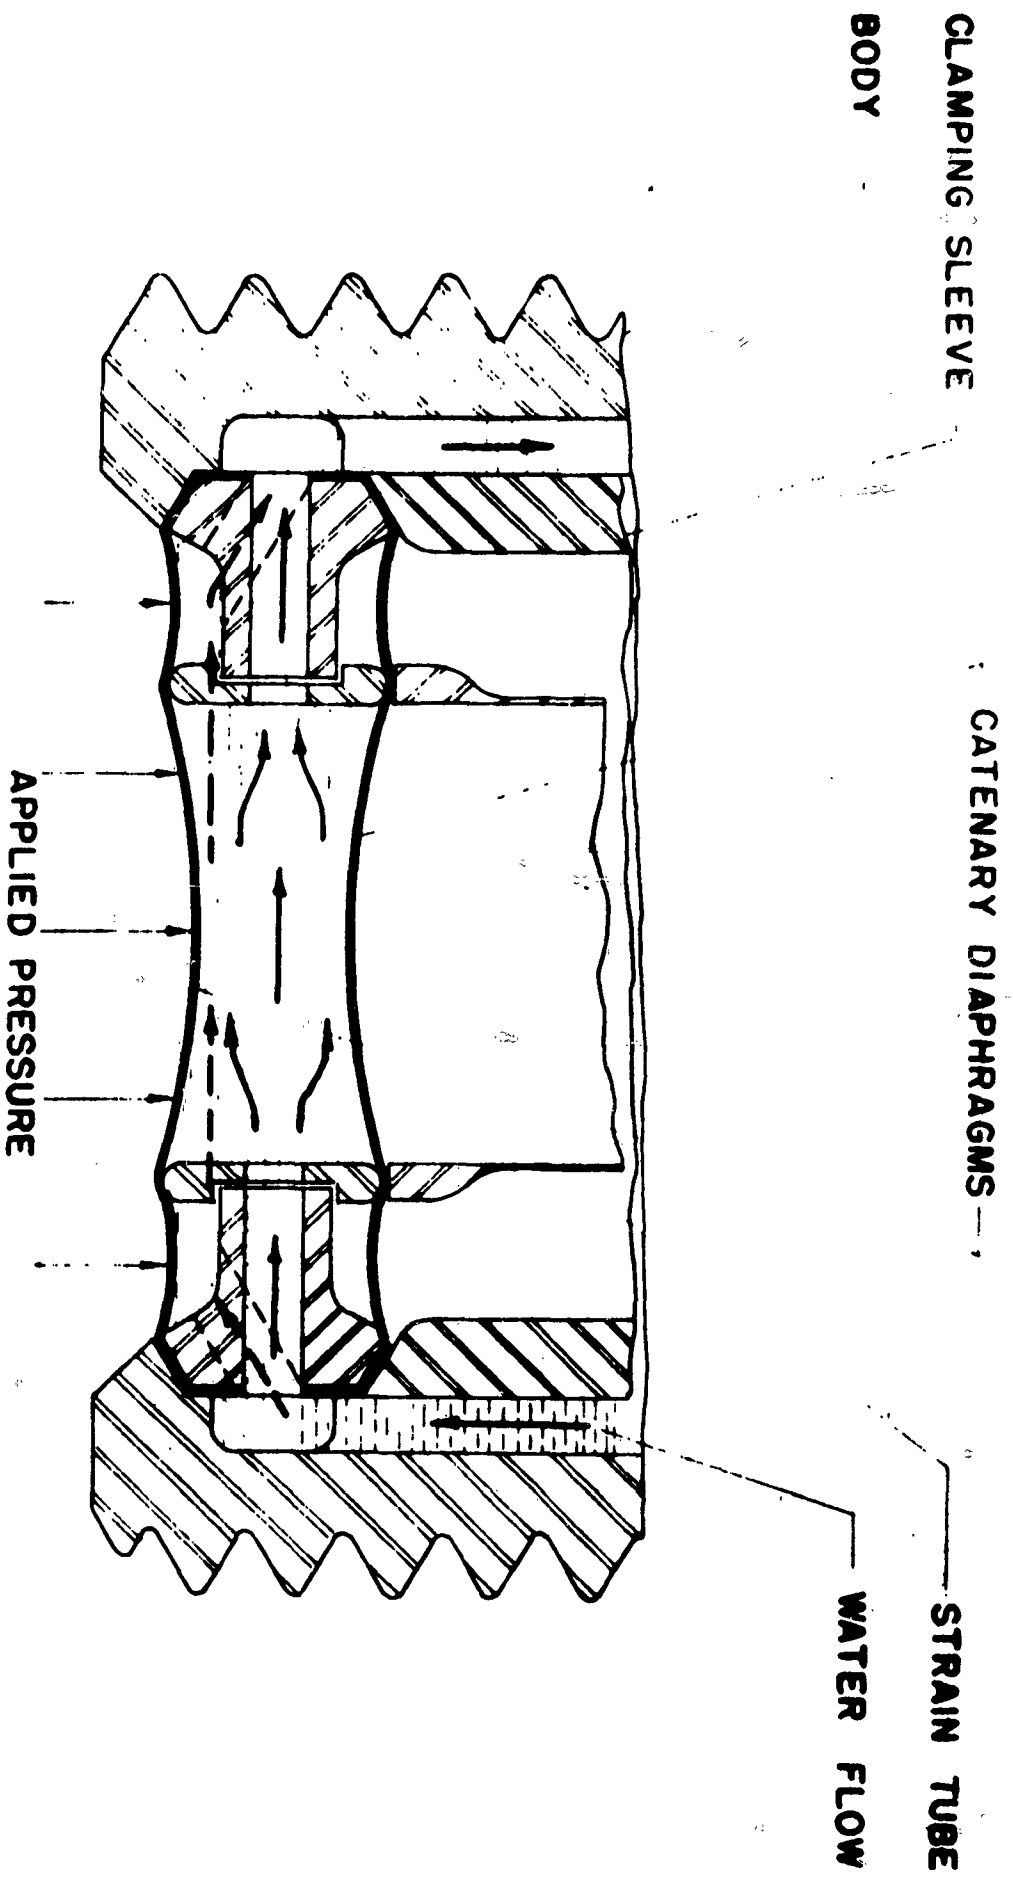 CATENARY DIAPHRAGMS
CLAMPING SLEEVE
STRAIN TUBE
BODY
WATER FLOW
APPLIED PRESSURE